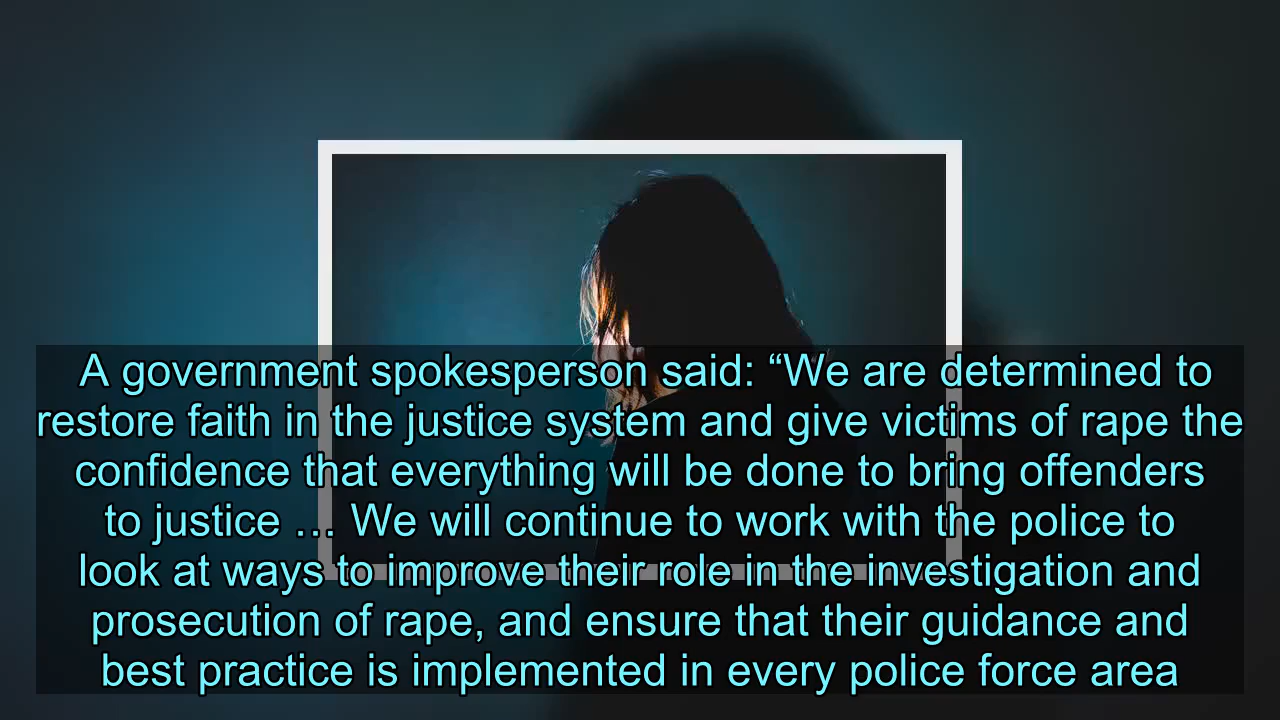 A government spokesperson said: “We are determined to
restore faith in the justice system and give victims of rape the
confidence that everything will be done to bring offenders
to justice … We will continue to work with the police to
look at ways to improve their role in the investigation and
prosecution of rape, and ensure that their guidance and
best practice is implemented in every police force area